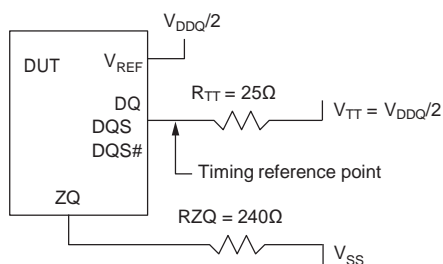 V_DDQ/2
DUT
V_REF
DQ
R_TT = 25Ω
DQS
V_TT = V_DDQ/2
DQS#
Timing reference point
ZQ
RZQ = 240Ω
V_SS